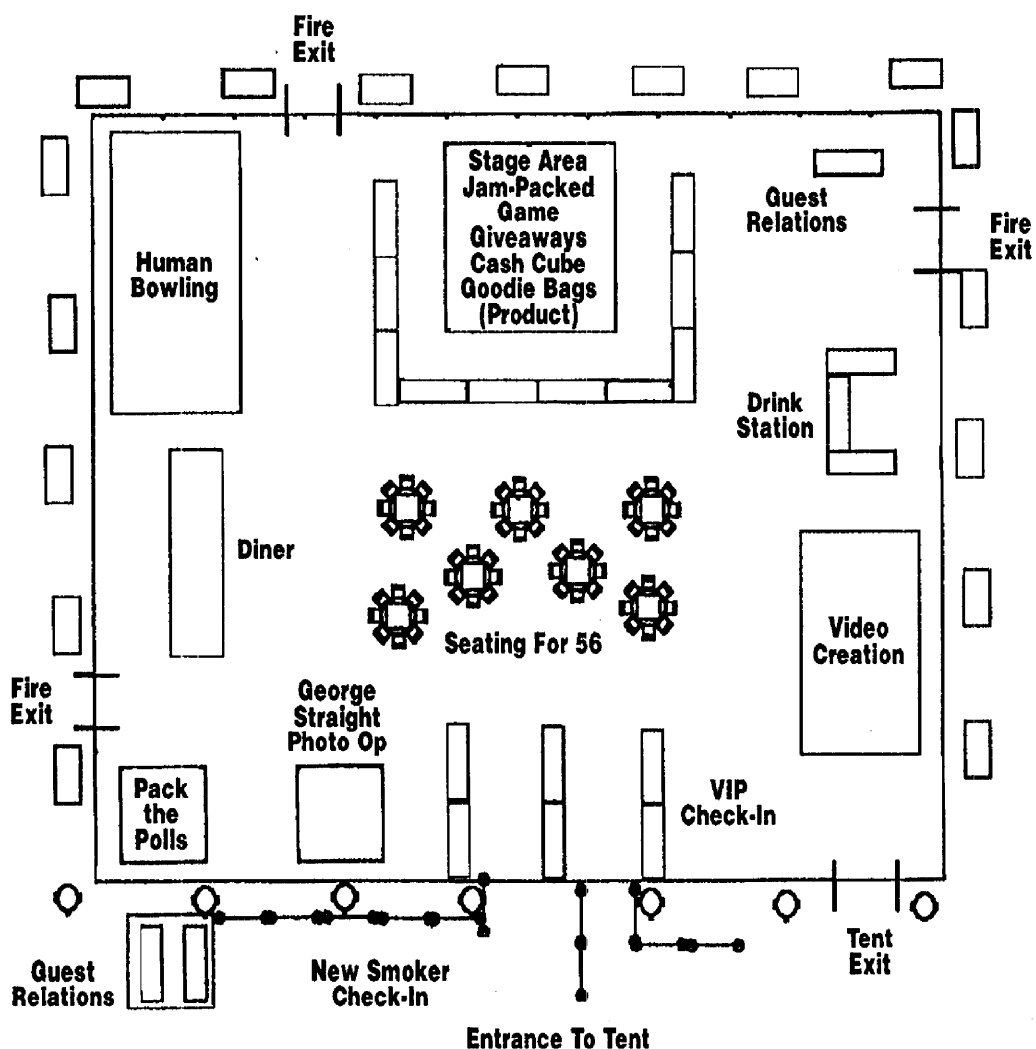 Fire
Exit
Stage Area
Jam-Packed
Game
Giveaways
Cash Cube
Goodie Bags
(Product)
Guest
Relations
Fire
Exit
Human
Bowling
Drink
Station
Diner
Seating For 56
Video
Creation
Fire
Exit
George
Straight
Photo Op
Pack
the
Polls
VIP
Check-In
Guest
Relations
New Smoker
Check-In
Tent
Exit
Entrance To Tent